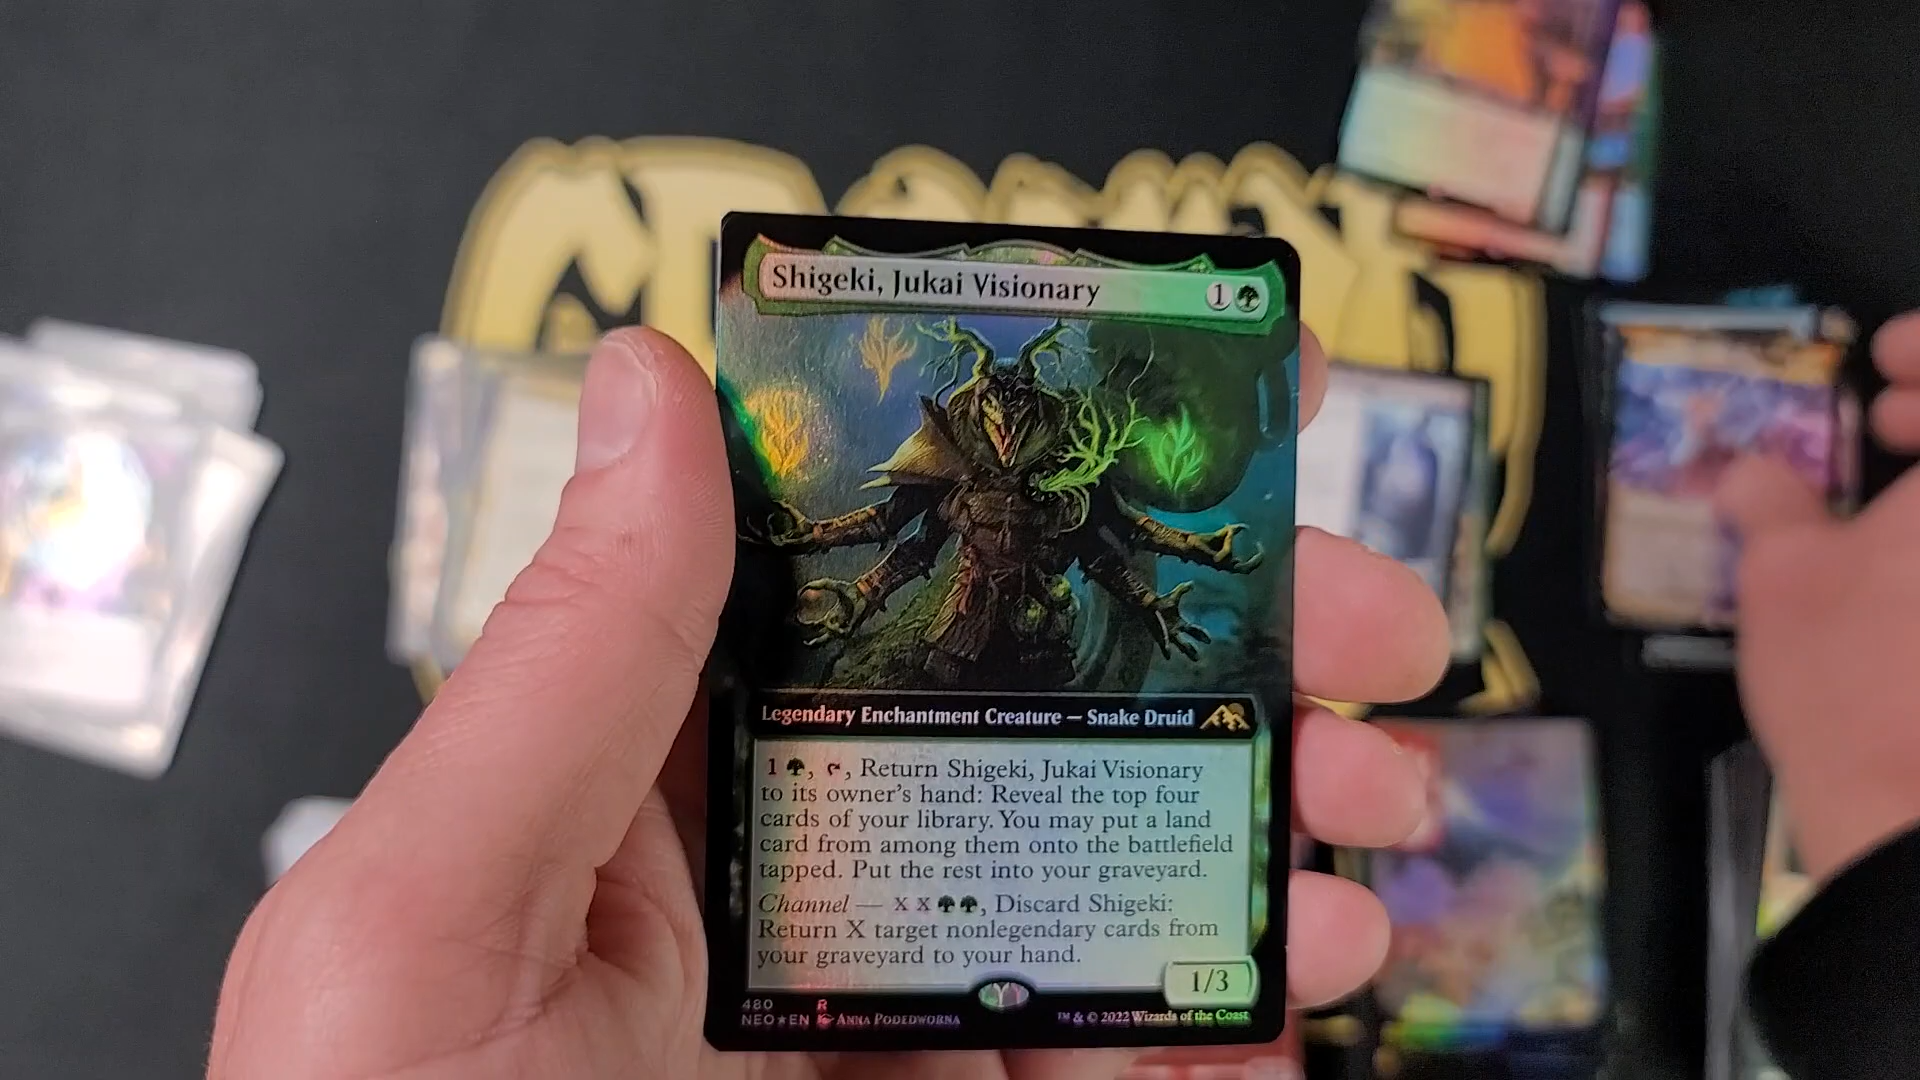 Shigeki, Jukai Visionary 1
Legendary Enchantment Creature — Snake Druid
1 , , Return Shigeki, Jukai Visionary
to its owner's hand: Reveal the top four
cards of your library. You may put a land
card from among them onto the battlefield
tapped. Put the rest into your graveyard.
Channel — X X , Discard Shigeki:
Return X target nonlegendary cards from
your graveyard to your hand.
1/3
480 R
NEO★EN ANNA PODEDWORNA
™ & © 2022 Wizards of the Coast